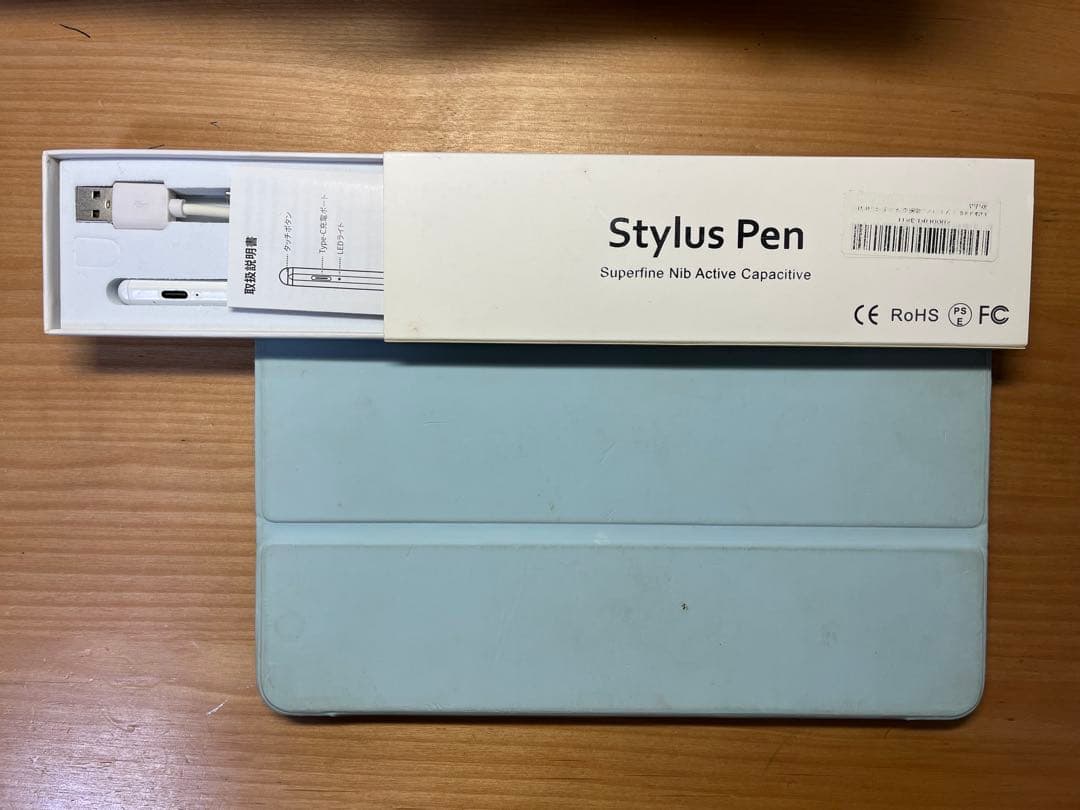 取扱説明書
タッチボタン
Type-C充電ポート
LEDライト
Stylus Pen
Superfine Nib Active Capacitive
CE RoHS PSE FC